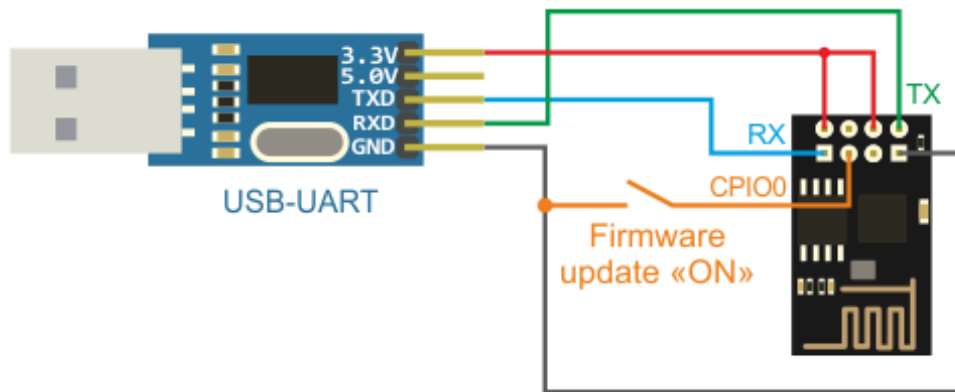 3.3V
5.0V
TXD
RXD
GND
USB-UART
TX
RX
CPIO0
Firmware
update «ON»